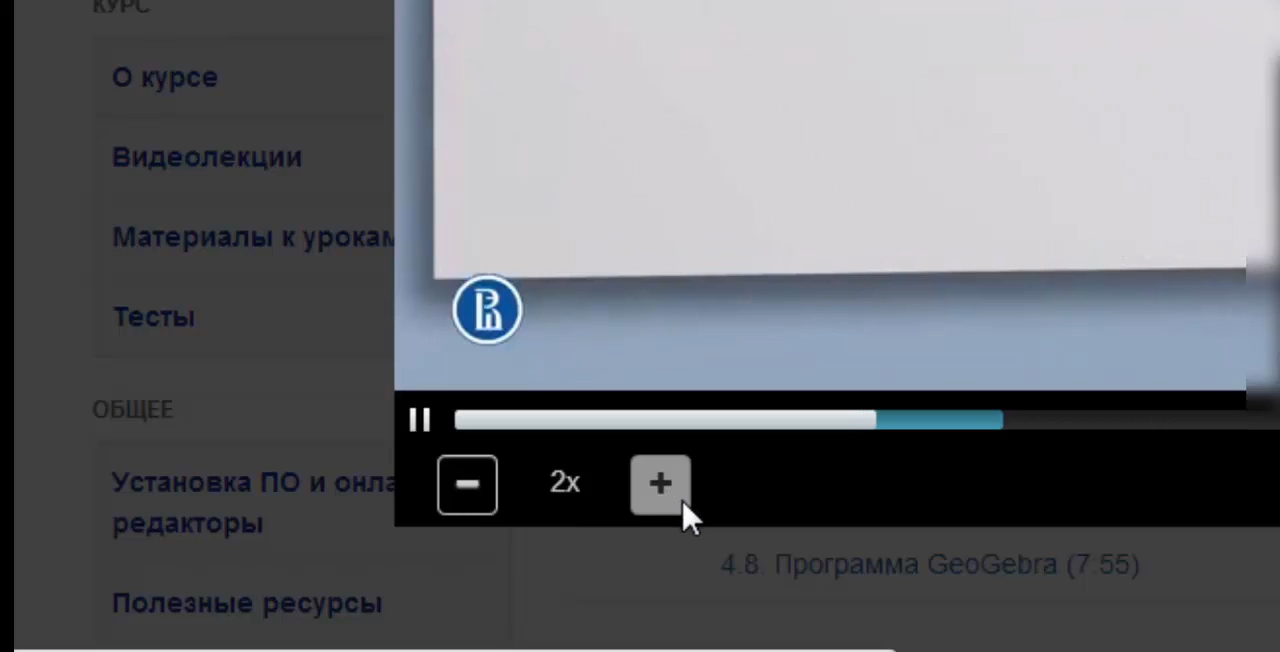 КУРС
О курсе
Видеолекции
Материалы к урокам
Тесты
ОБЩЕЕ
Установка ПО и онла
редакторы
Полезные ресурсы
2x
4.8. Программа GeoGebra (7:55)